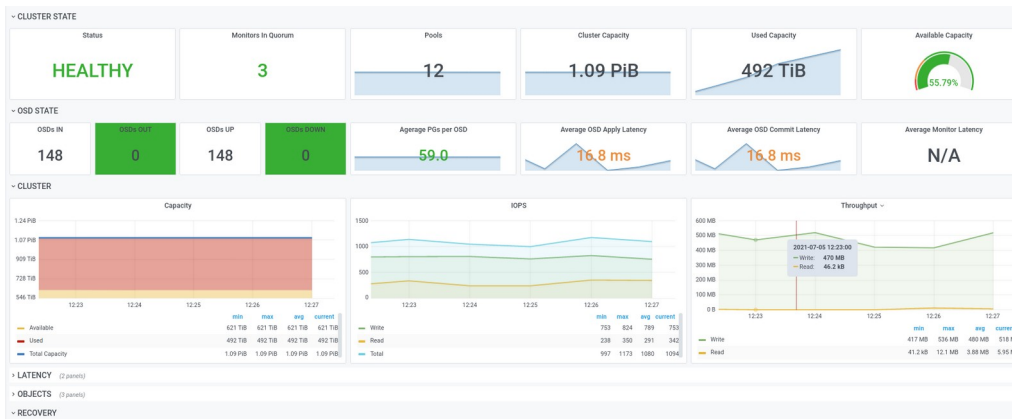 CLUSTER STATE
Status
HEALTHY
Monitors In Quorum
3
Pools
12
Cluster Capacity
1.09 PiB
Used Capacity
492 TiB
Available Capacity
55.79%
OSD STATE
OSDs IN
148
OSDs OUT
0
OSDs UP
148
OSDs DOWN
0
Agerage PGs per OSD
59.0
Average OSD Apply Latency
16.8 ms
Average OSD Commit Latency
16.8 ms
Average Monitor Latency
N/A
CLUSTER
Capacity
1.24 PiB
1.07 PiB
909 TiB
728 TiB
546 TiB
12:23 12:24 12:25 12:26 12:27
min max avg current
Available 621 TiB 621 TiB 621 TiB 621 TiB
Used 492 TiB 492 TiB 492 TiB 492 TiB
Total Capacity 1.09 PiB 1.09 PiB 1.09 PiB 1.09 PiB
IOPS
1500
1000
500
0
12:23 12:24 12:25 12:26 12:27
min max avg current
Write 753 824 789 753
Read 238 350 291 342
Total 997 1173 1080 1094
Throughput
600 MB
500 MB
400 MB
300 MB
200 MB
100 MB
0 B
2021-07-05 12:23:00
Write: 470 MB
Read: 46.2 kB
12:23 12:24 12:25 12:26 12:27
min max avg current
Write 417 MB 536 MB 480 MB 518 M
Read 41.2 kB 12.1 MB 3.88 MB 5.95 M
LATENCY (2 panels)
OBJECTS (3 panels)
RECOVERY